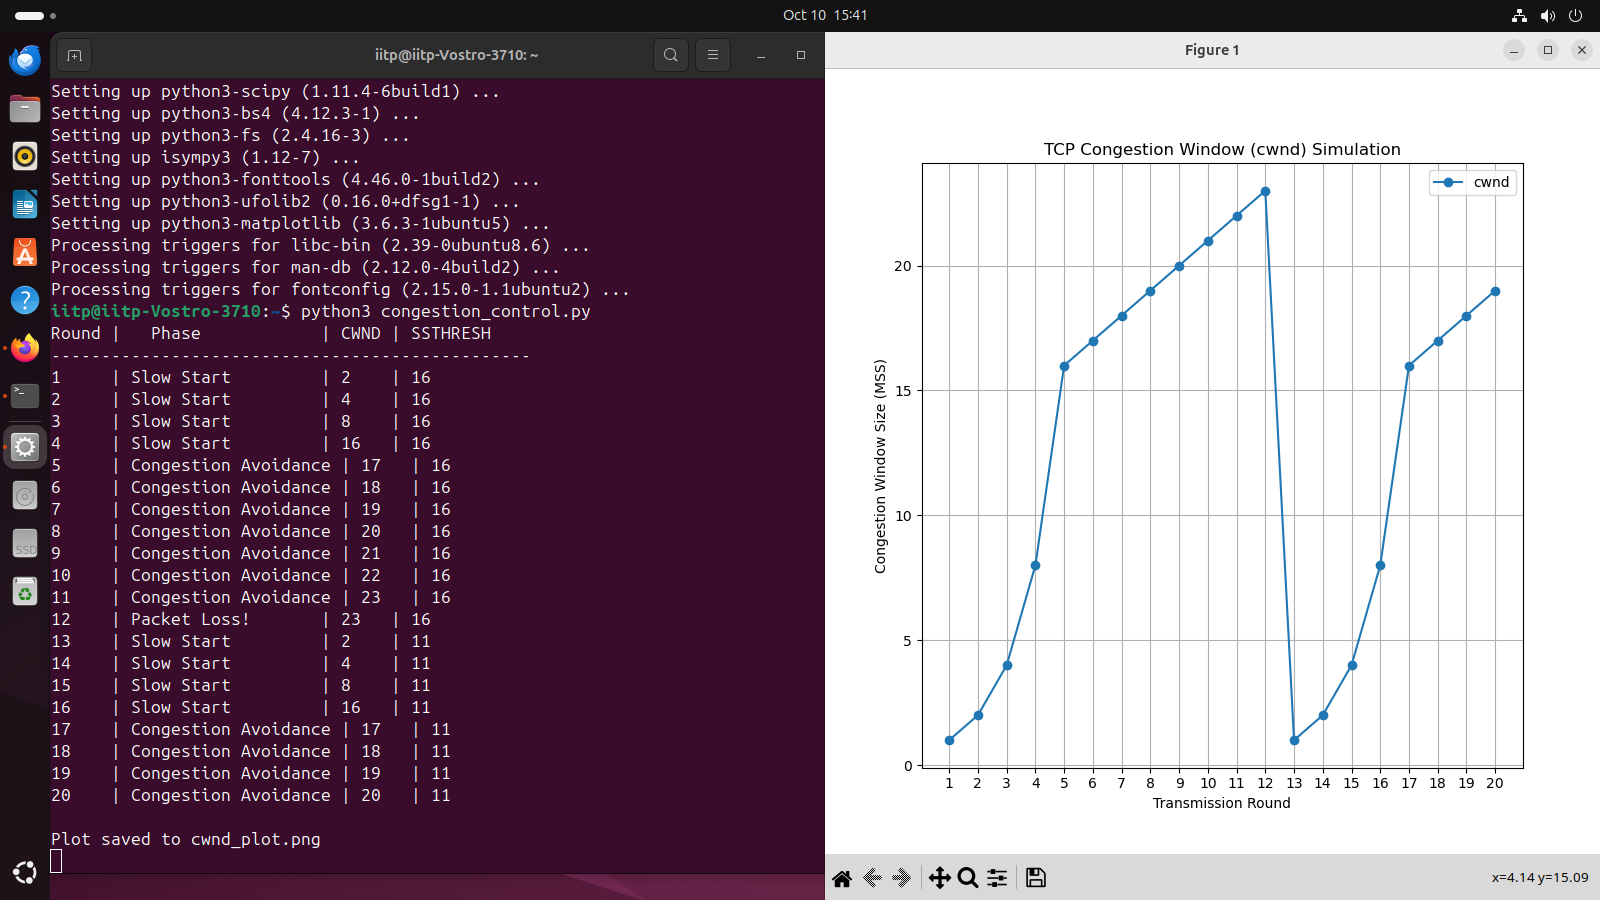 Oct 10 15:41
iitp@iitp-Vostro-3710: ~
Setting up python3-scipy (1.11.4-6build1) ...
Setting up python3-bs4 (4.12.3-1) ...
Setting up python3-fs (2.4.16-3) ...
Setting up isympy3 (1.12-7) ...
Setting up python3-fonttools (4.46.0-1build2) ...
Setting up python3-ufolib2 (0.16.0+dfsg1-1) ...
Setting up python3-matplotlib (3.6.3-1ubuntu5) ...
Processing triggers for libc-bin (2.39-0ubuntu8.6) ...
Processing triggers for man-db (2.12.0-4build2) ...
Processing triggers for fontconfig (2.15.0-1.1ubuntu2) ...
iitp@iitp-Vostro-3710:~$ python3 congestion_control.py
Round |   Phase            | CWND | SSTHRESH
------------------------------------------------
1     | Slow Start         | 2    | 16
2     | Slow Start         | 4    | 16
3     | Slow Start         | 8    | 16
4     | Slow Start         | 16   | 16
5     | Congestion Avoidance | 17   | 16
6     | Congestion Avoidance | 18   | 16
7     | Congestion Avoidance | 19   | 16
8     | Congestion Avoidance | 20   | 16
9     | Congestion Avoidance | 21   | 16
10    | Congestion Avoidance | 22   | 16
11    | Congestion Avoidance | 23   | 16
12    | Packet Loss!       | 23   | 16
13    | Slow Start         | 2    | 11
14    | Slow Start         | 4    | 11
15    | Slow Start         | 8    | 11
16    | Slow Start         | 16   | 11
17    | Congestion Avoidance | 17   | 11
18    | Congestion Avoidance | 18   | 11
19    | Congestion Avoidance | 19   | 11
20    | Congestion Avoidance | 20   | 11
Plot saved to cwnd_plot.png
SSD
Figure 1
TCP Congestion Window (cwnd) Simulation
cwnd
Congestion Window Size (MSS)
20
15
10
5
0
1 2 3 4 5 6 7 8 9 10 11 12 13 14 15 16 17 18 19 20
Transmission Round
x=4.14 y=15.09